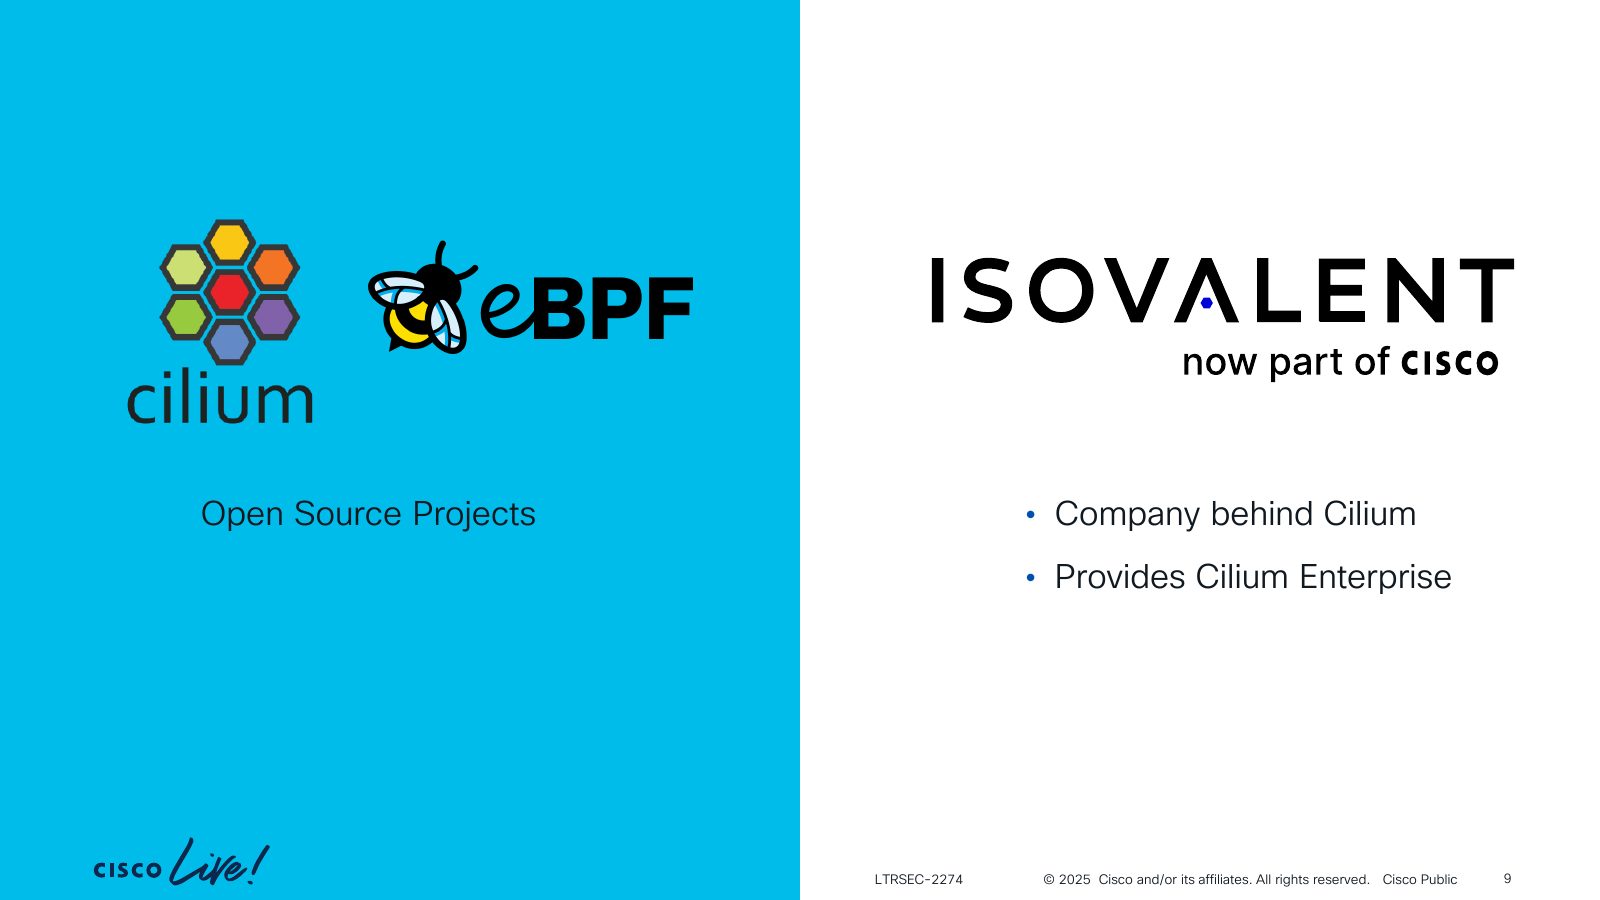 cilium
eBPF
Open Source Projects
ISOVALENT
now part of CISCO
• Company behind Cilium
• Provides Cilium Enterprise
CISCO Live!
LTRSEC-2274
© 2025 Cisco and/or its affiliates. All rights reserved. Cisco Public
9